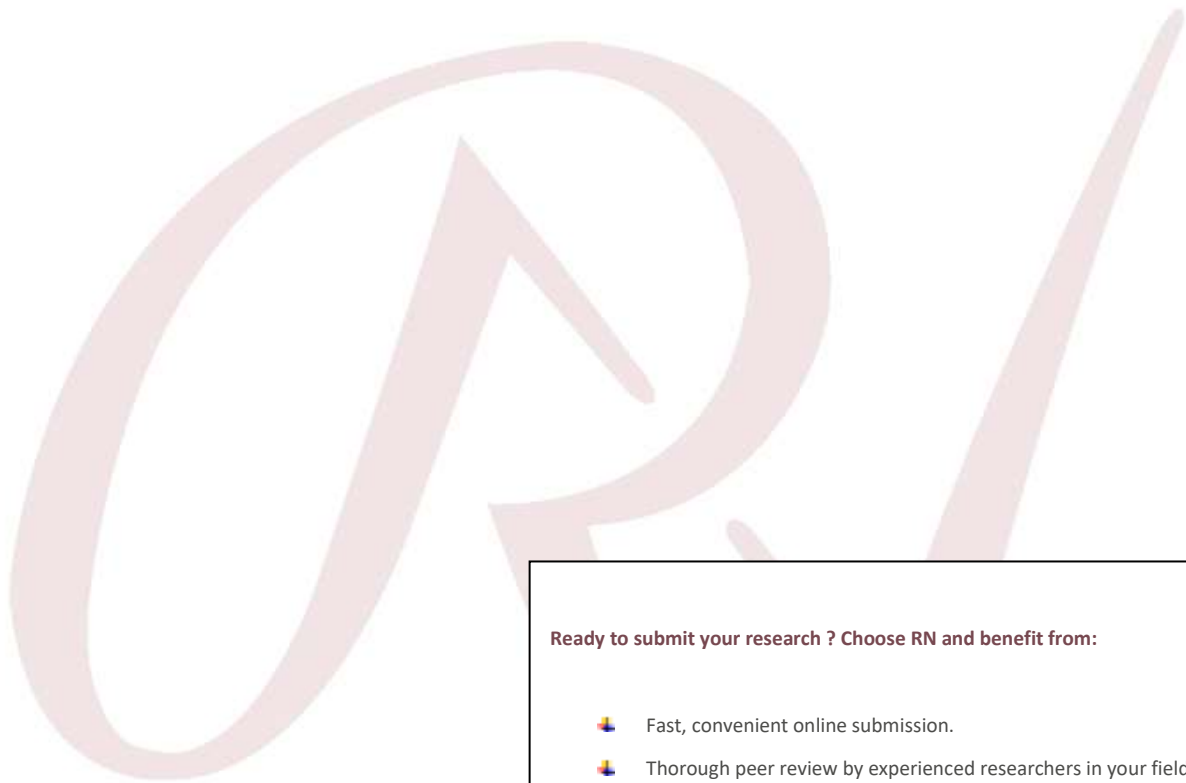 Ready to submit your research ? Choose RN and benefit from:
Fast, convenient online submission.
Thorough peer review by experienced researchers in your field